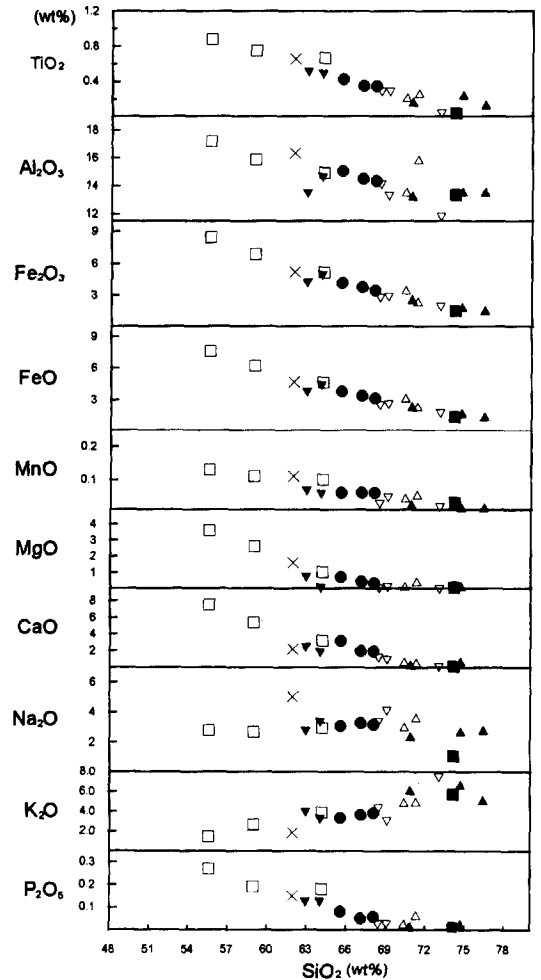 (wt%)
TiO₂ 1.2 0.8 0.4
Al₂O₃ 18 16 14 12
Fe₂O₃ 9 6 3
FeO 9 6 3
MnO 0.2 0.1
MgO 4 3 2 1
CaO 8 6 4 2
Na₂O 6 4 2
K₂O 8.0 6.0 4.0 2.0
P₂O₅ 0.3 0.2 0.1
48 51 54 57 60 63 66 69 72 75 78
SiO₂ (wt%)